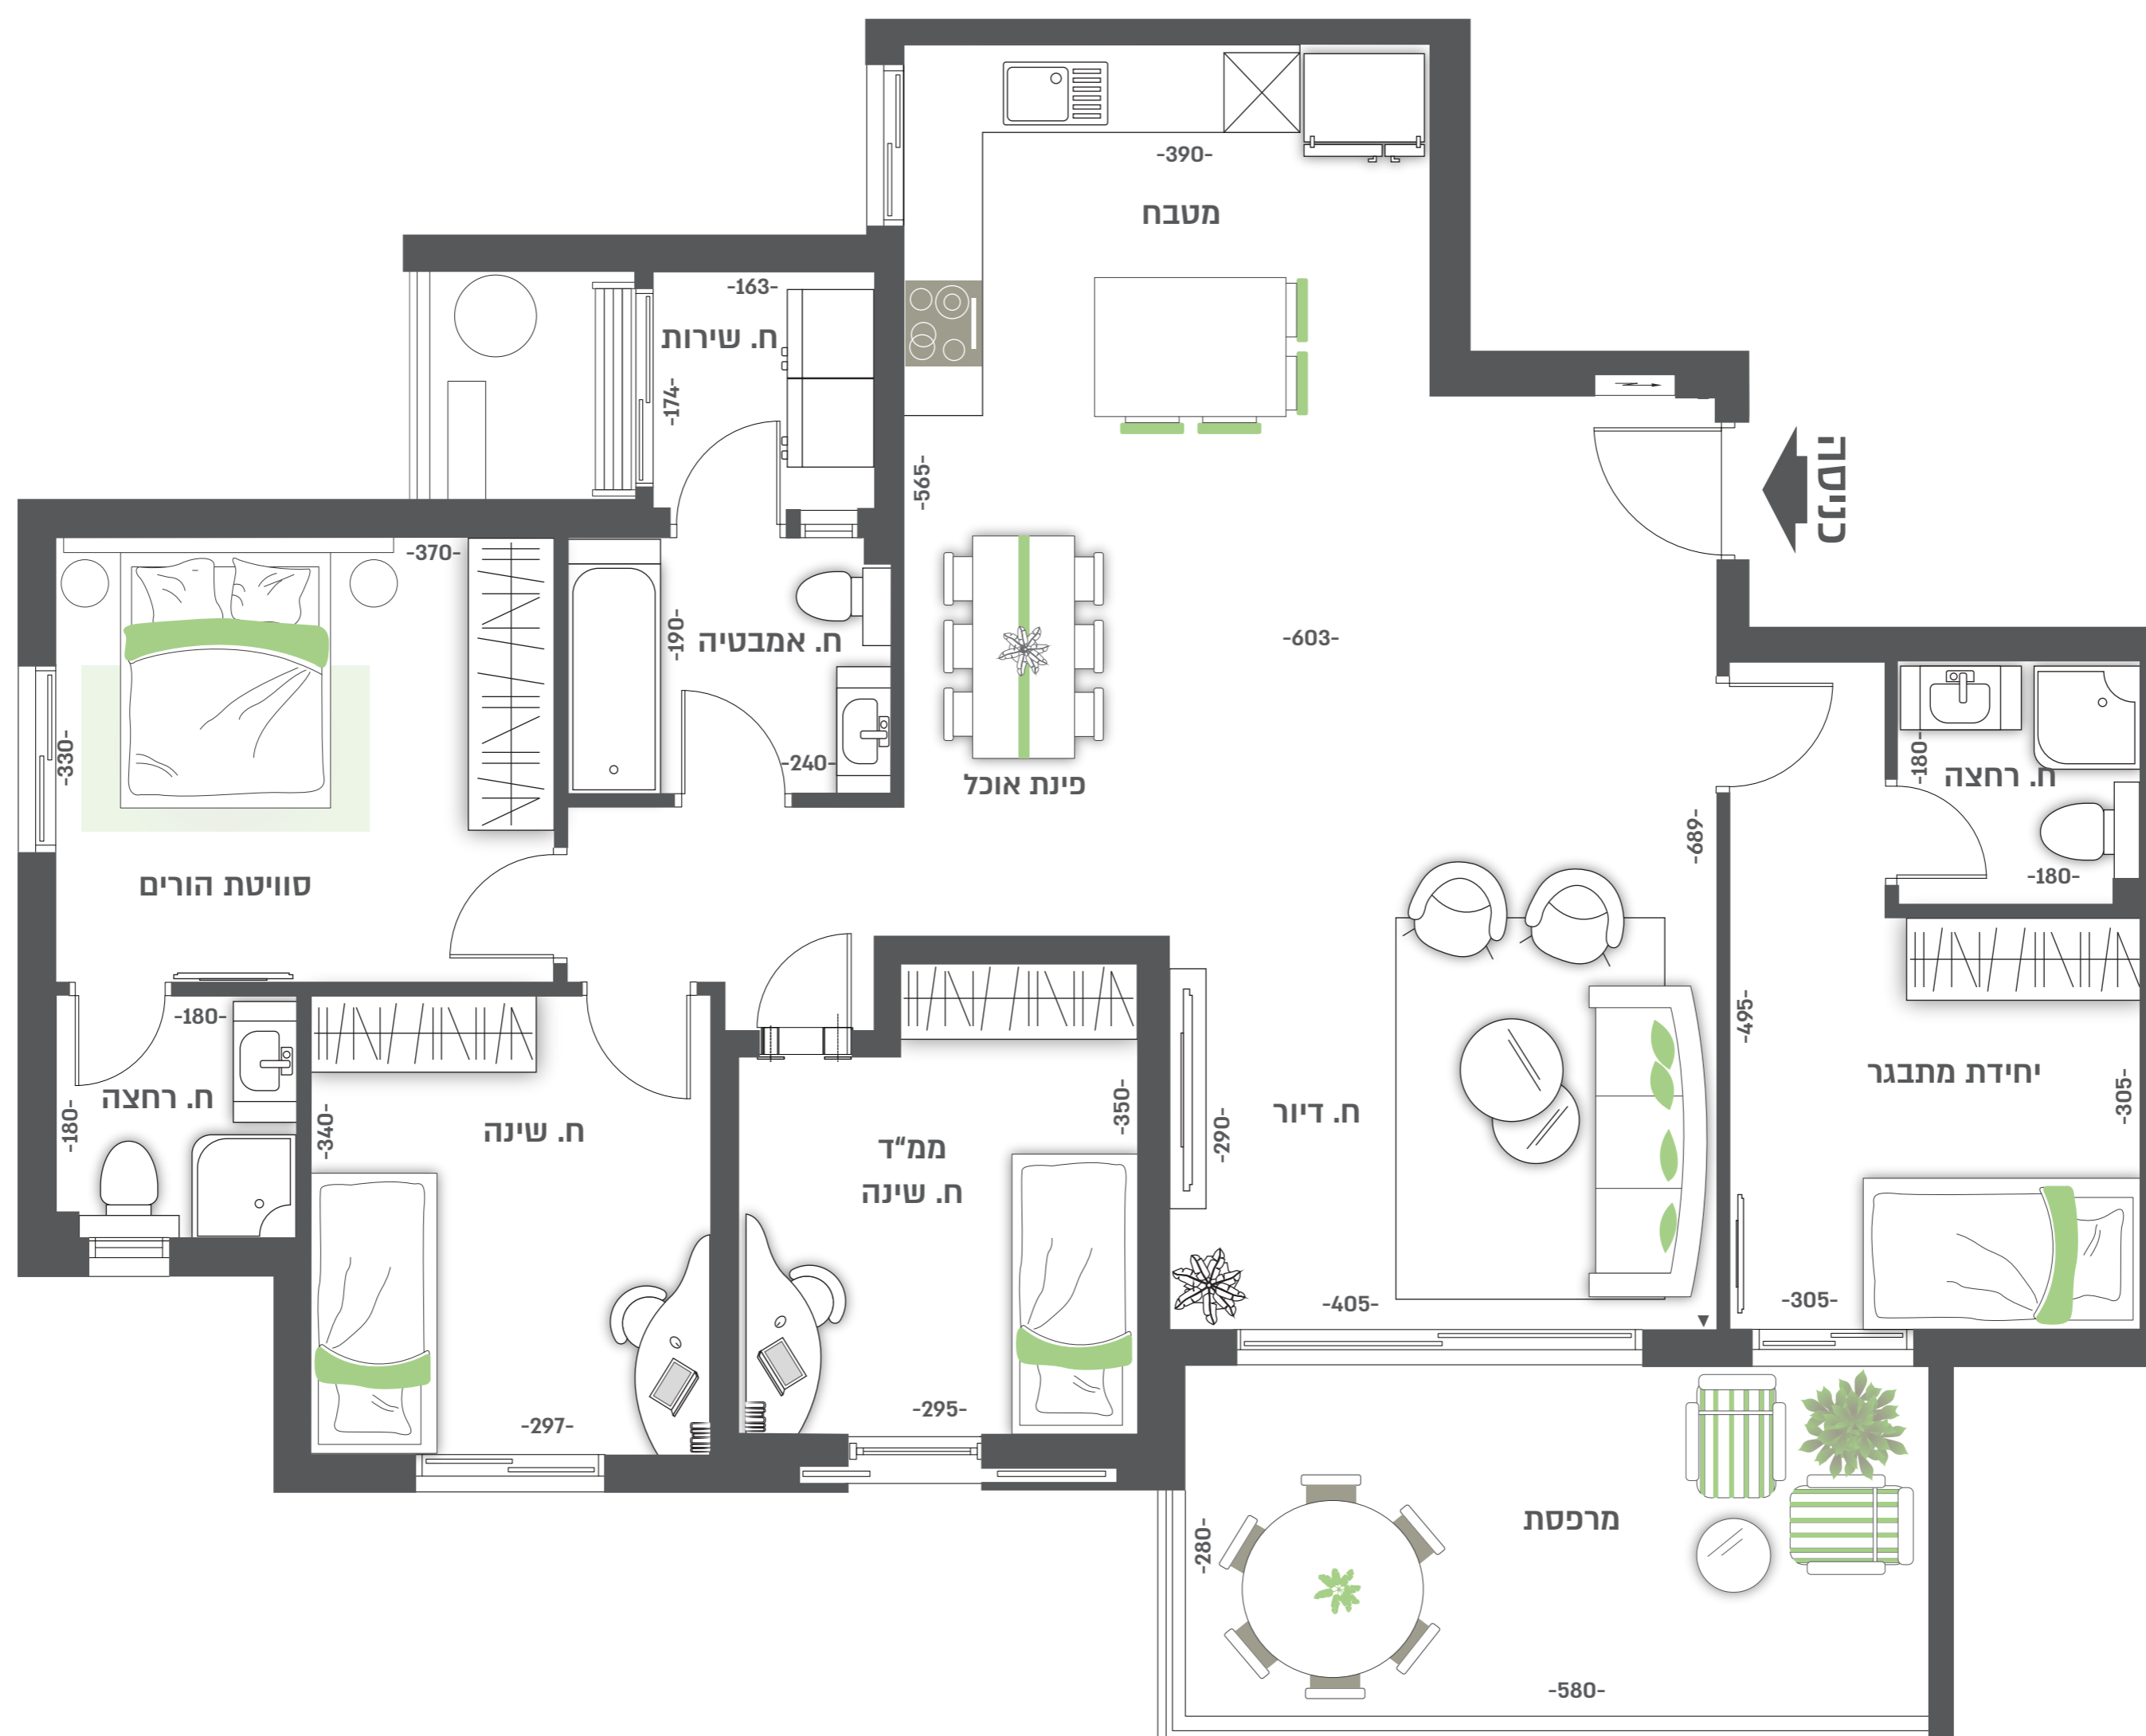 -390-
מטבח
-163-
ח. שירות
-174-
כניסה
-565-
-370-
-603-
-190-
ח. אמבטיה
-240-
פינת אוכל
-330-
-180-
ח. רחצה
-180-
-689-
סוויטת הורים
-180-
ח. רחצה
-180-
-340-
ח. שינה
-297-
-350-
ממ״ד
ח. שינה
-295-
-290-
ח. דיור
-405-
-495-
יחידת מתבגר
-305-
-305-
מרפסת
-280-
-580-